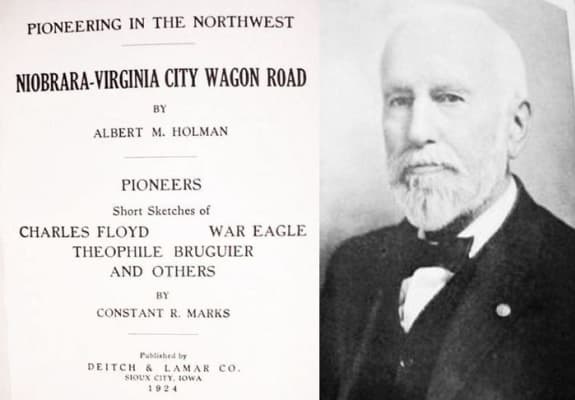 PIONEERING IN THE NORTHWEST
NIOBRARA-VIRGINIA CITY WAGON ROAD
BY
ALBERT M. HOLMAN
PIONEERS
Short Sketches of
CHARLES FLOYD WAR EAGLE
THEOPHILE BRUGUIER
AND OTHERS
BY
CONSTANT R. MARKS
Published by
DEITCH & LAMAR CO.
SIOUX CITY, IOWA
1924